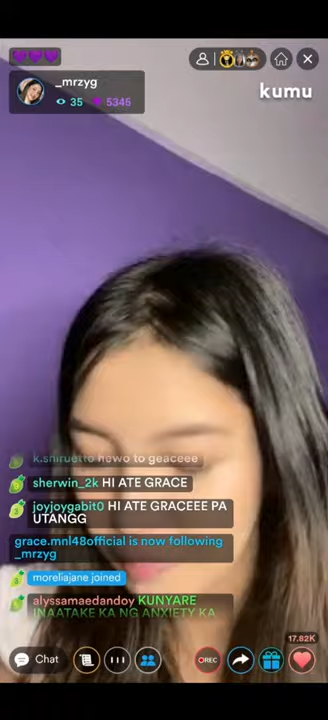 _mrzyg
35
5345
kumu
k.shiruetto hewo to geaceee
sherwin_2k HI ATE GRACE
joyjoygabit0 HI ATE GRACEEE PA
UTANGG
grace.mnl48official is now following
_mrzyg
moreliajane joined
alyssamaedandoy KUNYARE
INAATAKE KA NG ANXIETY KA
17.82K
Chat
REC